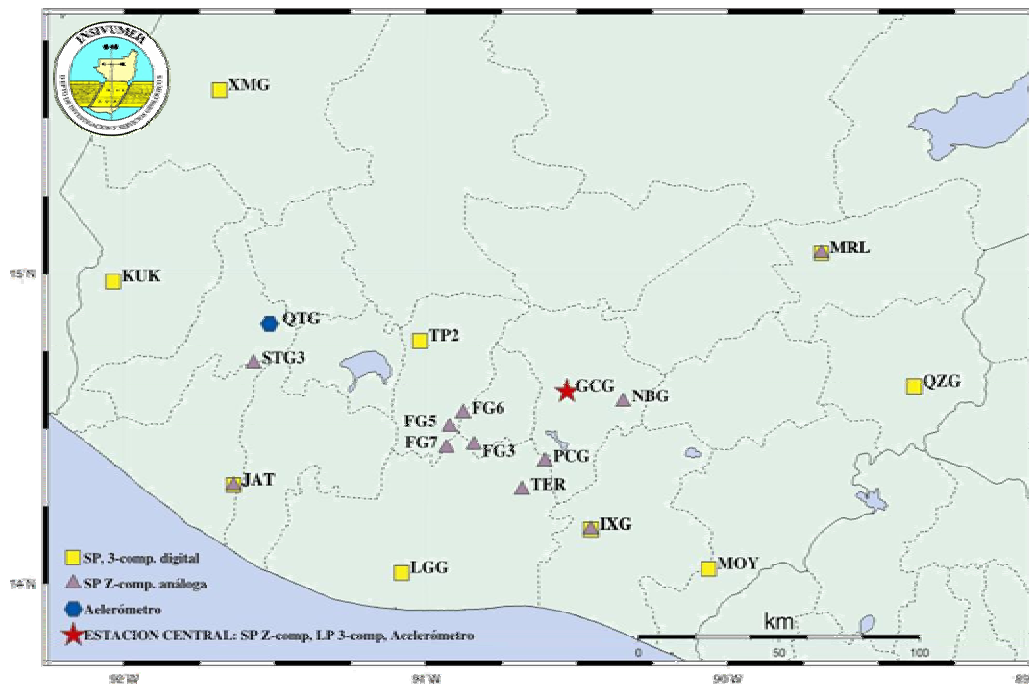 INSIVUMEH
XMG
MRL
15°N
KUK
QTG
TP2
STG3
GCG
QZG
NBG
FG6
FG5
FG7
FG3
PCG
JAT
TER
IXG
SP, 3-comp. digital
LGG
MOY
14°N
SP Z-comp. análoga
Aelerómetro
km
ESTACION CENTRAL: SP Z-comp, LP 3-comp, Accelerómetro
0 50 100
92°W 91°W 90°W